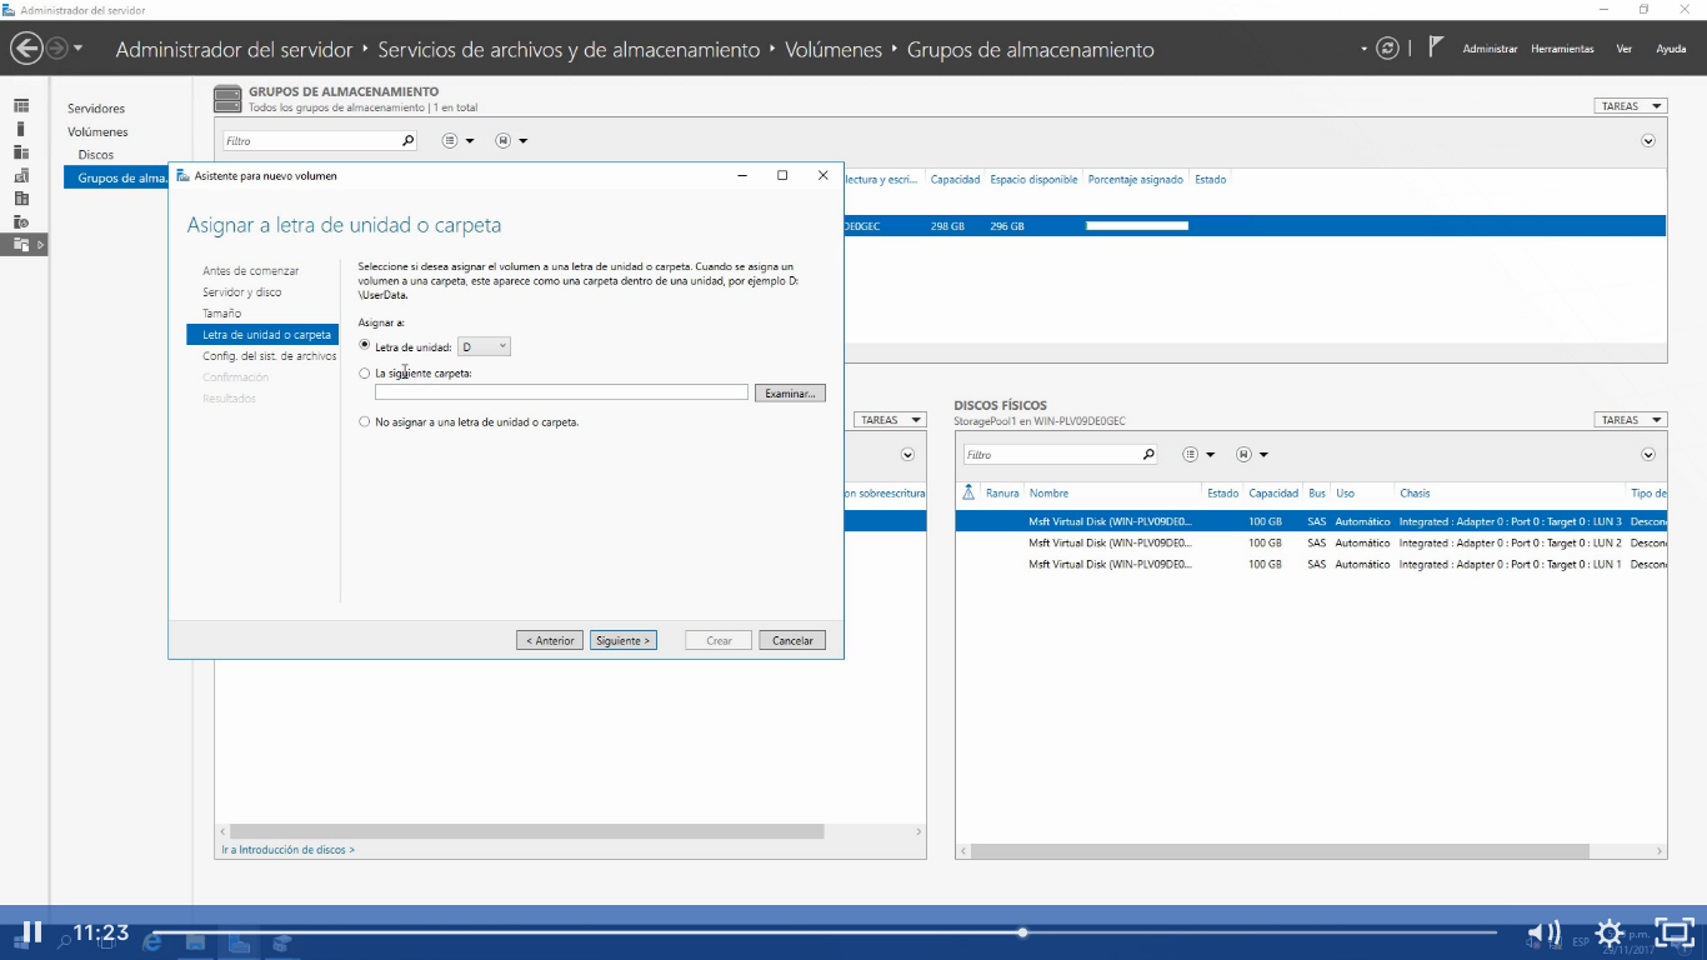 Administrador del servidor
Administrador del servidor ‣ Servicios de archivos y de almacenamiento ‣ Volúmenes ‣ Grupos de almacenamiento
Administrar Herramientas Ver Ayuda
Servidores
Volúmenes
Discos
Grupos de alma...
GRUPOS DE ALMACENAMIENTO
Todos los grupos de almacenamiento | 1 en total
TAREAS
Filtro
lectura y escri... Capacidad Espacio disponible Porcentaje asignado Estado
DE0GEC 298 GB 296 GB
Asistente para nuevo volumen
Asignar a letra de unidad o carpeta
Antes de comenzar
Servidor y disco
Tamaño
Letra de unidad o carpeta
Config. del sist. de archivos
Confirmación
Resultados
Seleccione si desea asignar el volumen a una letra de unidad o carpeta. Cuando se asigna un
volumen a una carpeta, este aparece como una carpeta dentro de una unidad, por ejemplo D:
\UserData.
Asignar a:
Letra de unidad: D
La siguiente carpeta:
Examinar...
No asignar a una letra de unidad o carpeta.
< Anterior Siguiente > Crear Cancelar
TAREAS
on sobreescritura
Ir a Introducción de discos >
DISCOS FÍSICOS
StoragePool1 en WIN-PLV09DE0GEC
TAREAS
Filtro
Ranura Nombre Estado Capacidad Bus Uso Chasis Tipo de
Msft Virtual Disk (WIN-PLV09DE0... 100 GB SAS Automático Integrated : Adapter 0 : Port 0 : Target 0 : LUN 3 Descon
Msft Virtual Disk (WIN-PLV09DE0... 100 GB SAS Automático Integrated : Adapter 0 : Port 0 : Target 0 : LUN 2 Descon
Msft Virtual Disk (WIN-PLV09DE0... 100 GB SAS Automático Integrated : Adapter 0 : Port 0 : Target 0 : LUN 1 Descon
11:23
ESP
p.m.
/11/2017